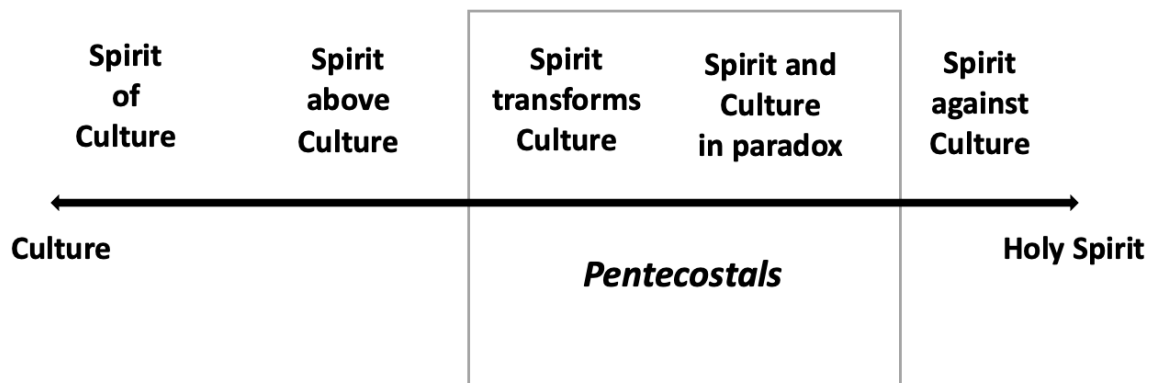 Spirit
of
Culture
Spirit
above
Culture
Spirit
transforms
Culture
Spirit and
Culture
in paradox
Spirit
against
Culture
Culture
Holy Spirit
Pentecostals